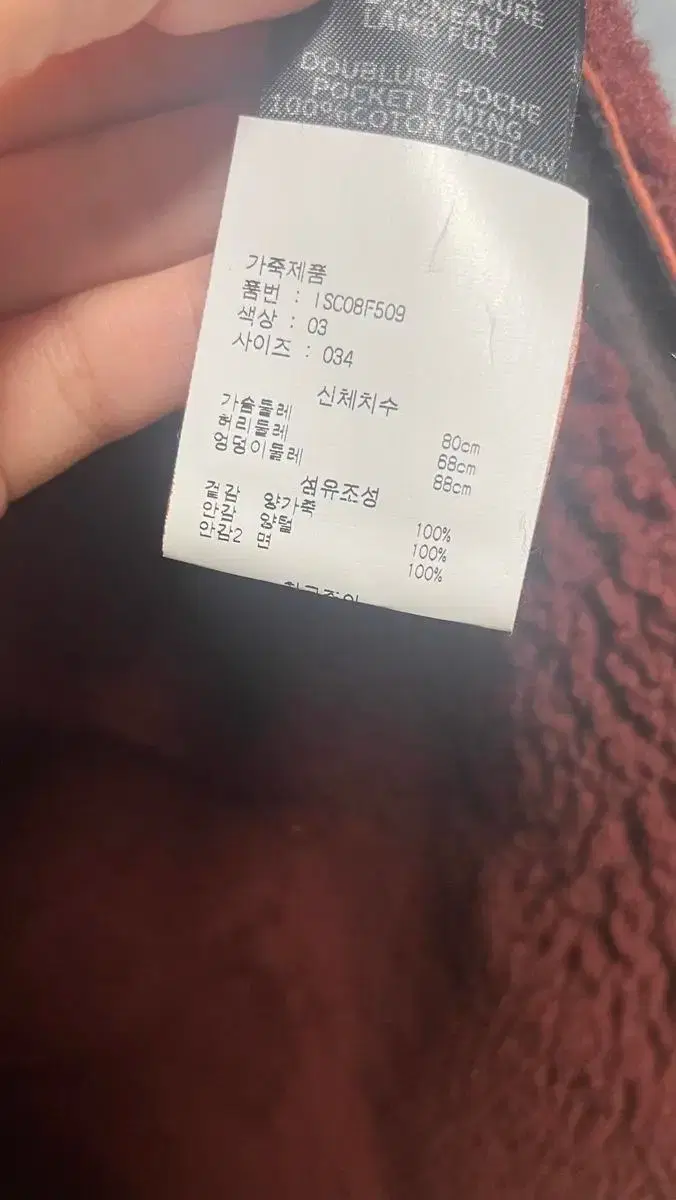 AGNEAU
LAMB FUR
DOUBLURE POCHE
POCKET LINING
100%COTON COTTON
가죽제품
품번 : ISC08F509
색상 : 03
사이즈 : 034
신체치수
가슴둘레 80cm
허리둘레 68cm
엉덩이둘레 88cm
섬유조성
겉감 양가죽 100%
안감 양털 100%
안감2 면 100%